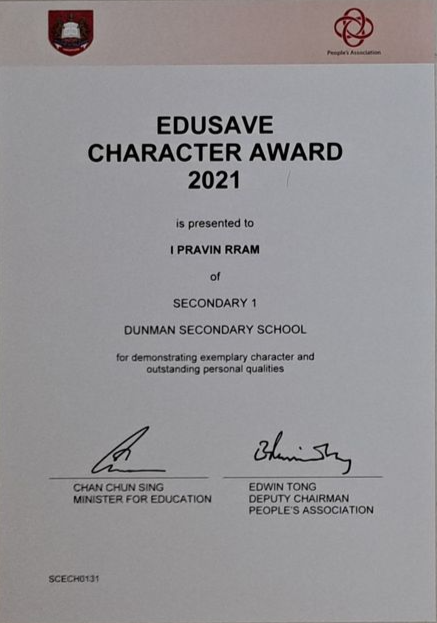 People's Association
EDUSAVE
CHARACTER AWARD
2021
is presented to
I PRAVIN RRAM
of
SECONDARY 1
DUNMAN SECONDARY SCHOOL
for demonstrating exemplary character and
outstanding personal qualities
CHAN CHUN SING
MINISTER FOR EDUCATION
EDWIN TONG
DEPUTY CHAIRMAN
PEOPLE'S ASSOCIATION
SCECH0131